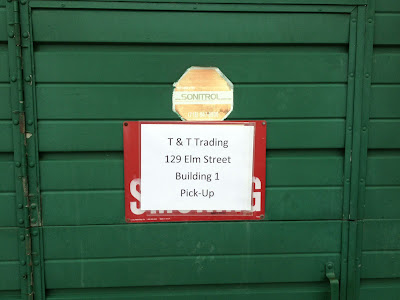 SONITROL
T & T Trading
129 Elm Street
Building 1
Pick-Up